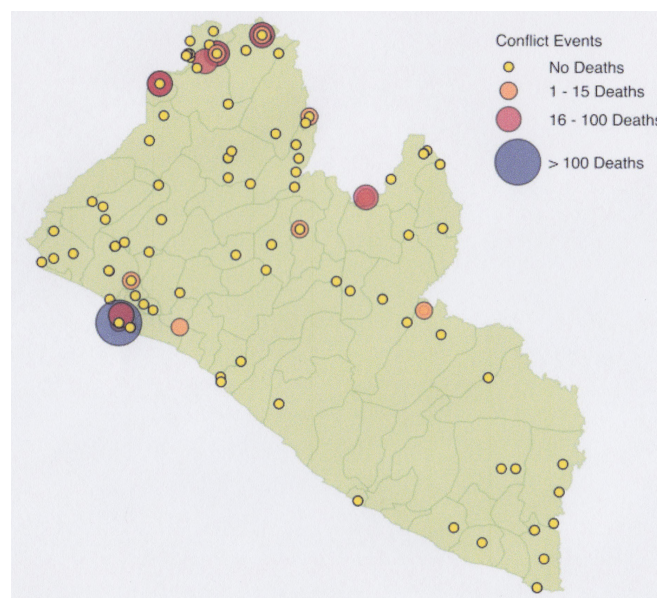 Conflict Events
No Deaths
1 - 15 Deaths
16 - 100 Deaths
> 100 Deaths